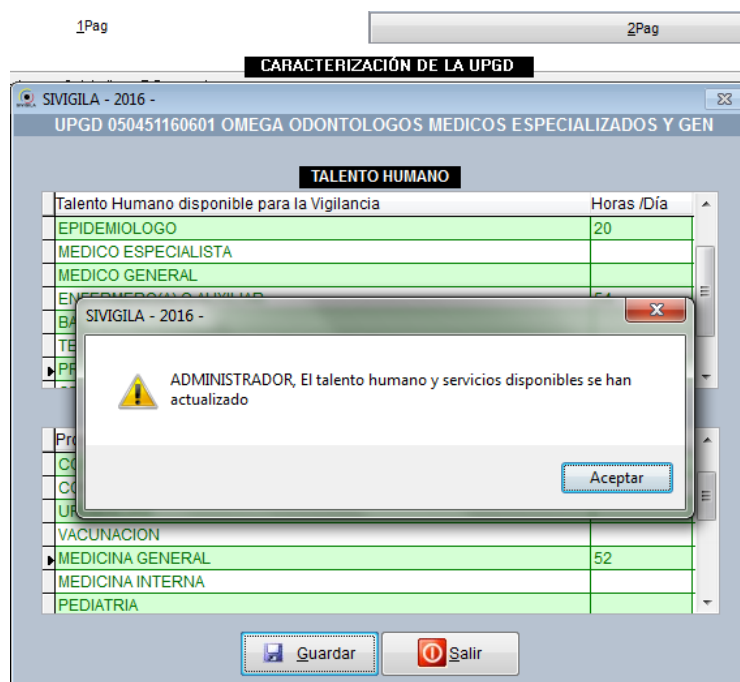 1Pag
2Pag
CARACTERIZACIÓN DE LA UPGD
SIVIGILA - 2016 -
UPGD 050451160601 OMEGA ODONTOLOGOS MEDICOS ESPECIALIZADOS Y GEN
TALENTO HUMANO
Talento Humano disponible para la Vigilancia Horas /Día
EPIDEMIOLOGO 20
MEDICO ESPECIALISTA
MEDICO GENERAL
SIVIGILA - 2016 -
ADMINISTRADOR, El talento humano y servicios disponibles se han
actualizado
Aceptar
VACUNACION
MEDICINA GENERAL 52
MEDICINA INTERNA
PEDIATRIA
Guardar
Salir